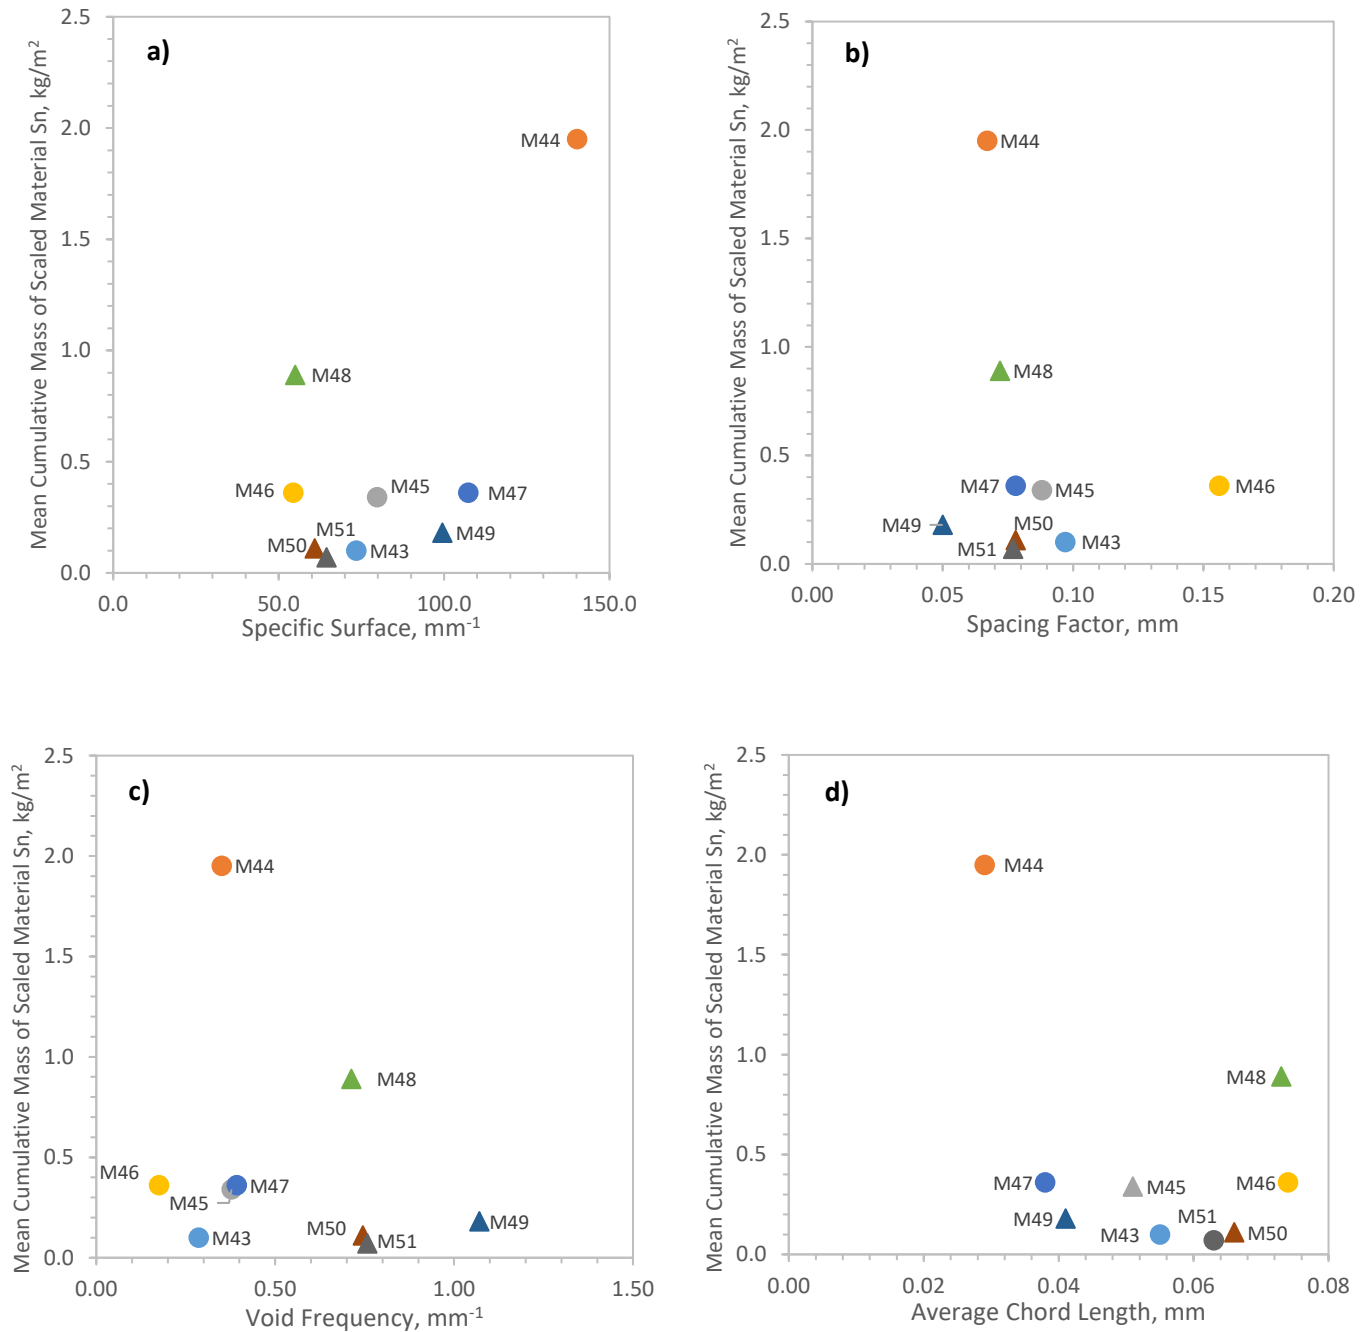 a)
Mean Cumulative Mass of Scaled Material Sn, kg/m²
2.5
2.0
1.5
1.0
0.5
0.0
M44
M48
M46
M45
M47
M51
M50
M43
M49
0.0 50.0 100.0 150.0
Specific Surface, mm⁻¹
b)
Mean Cumulative Mass of Scaled Material Sn, kg/m²
2.5
2.0
1.5
1.0
0.5
0.0
M44
M48
M47
M45
M46
M49
M50
M51
M43
0.00 0.05 0.10 0.15 0.20
Spacing Factor, mm
c)
Mean Cumulative Mass of Scaled Material Sn, kg/m²
2.5
2.0
1.5
1.0
0.5
0.0
M44
M48
M46
M45
M47
M43
M50
M51
M49
0.00 0.50 1.00 1.50
Void Frequency, mm⁻¹
d)
Mean Cumulative Mass of Scaled Material Sn, kg/m²
2.5
2.0
1.5
1.0
0.5
0.0
M44
M48
M47
M45
M46
M49
M43
M51
M50
0.00 0.02 0.04 0.06 0.08
Average Chord Length, mm